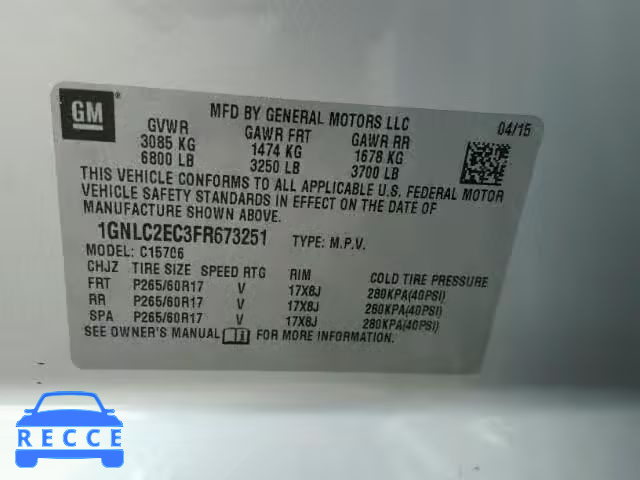 GM ®
MFD BY GENERAL MOTORS LLC
04/15
GVWR GAWR FRT GAWR RR
3085 KG 1474 KG 1678 KG
6800 LB 3250 LB 3700 LB
THIS VEHICLE CONFORMS TO ALL APPLICABLE U.S. FEDERAL MOTOR
VEHICLE SAFETY STANDARDS IN EFFECT ON THE DATE OF
MANUFACTURE SHOWN ABOVE.
1GNLC2EC3FR673251 TYPE: M.P.V.
MODEL: C15706
CHJZ TIRE SIZE SPEED RTG RIM COLD TIRE PRESSURE
FRT P265/60R17 V 17X8J 280KPA(40PSI)
RR P265/60R17 V 17X8J 280KPA(40PSI)
SPA P265/60R17 V 17X8J 280KPA(40PSI)
SEE OWNER'S MANUAL FOR MORE INFORMATION.
RECCE